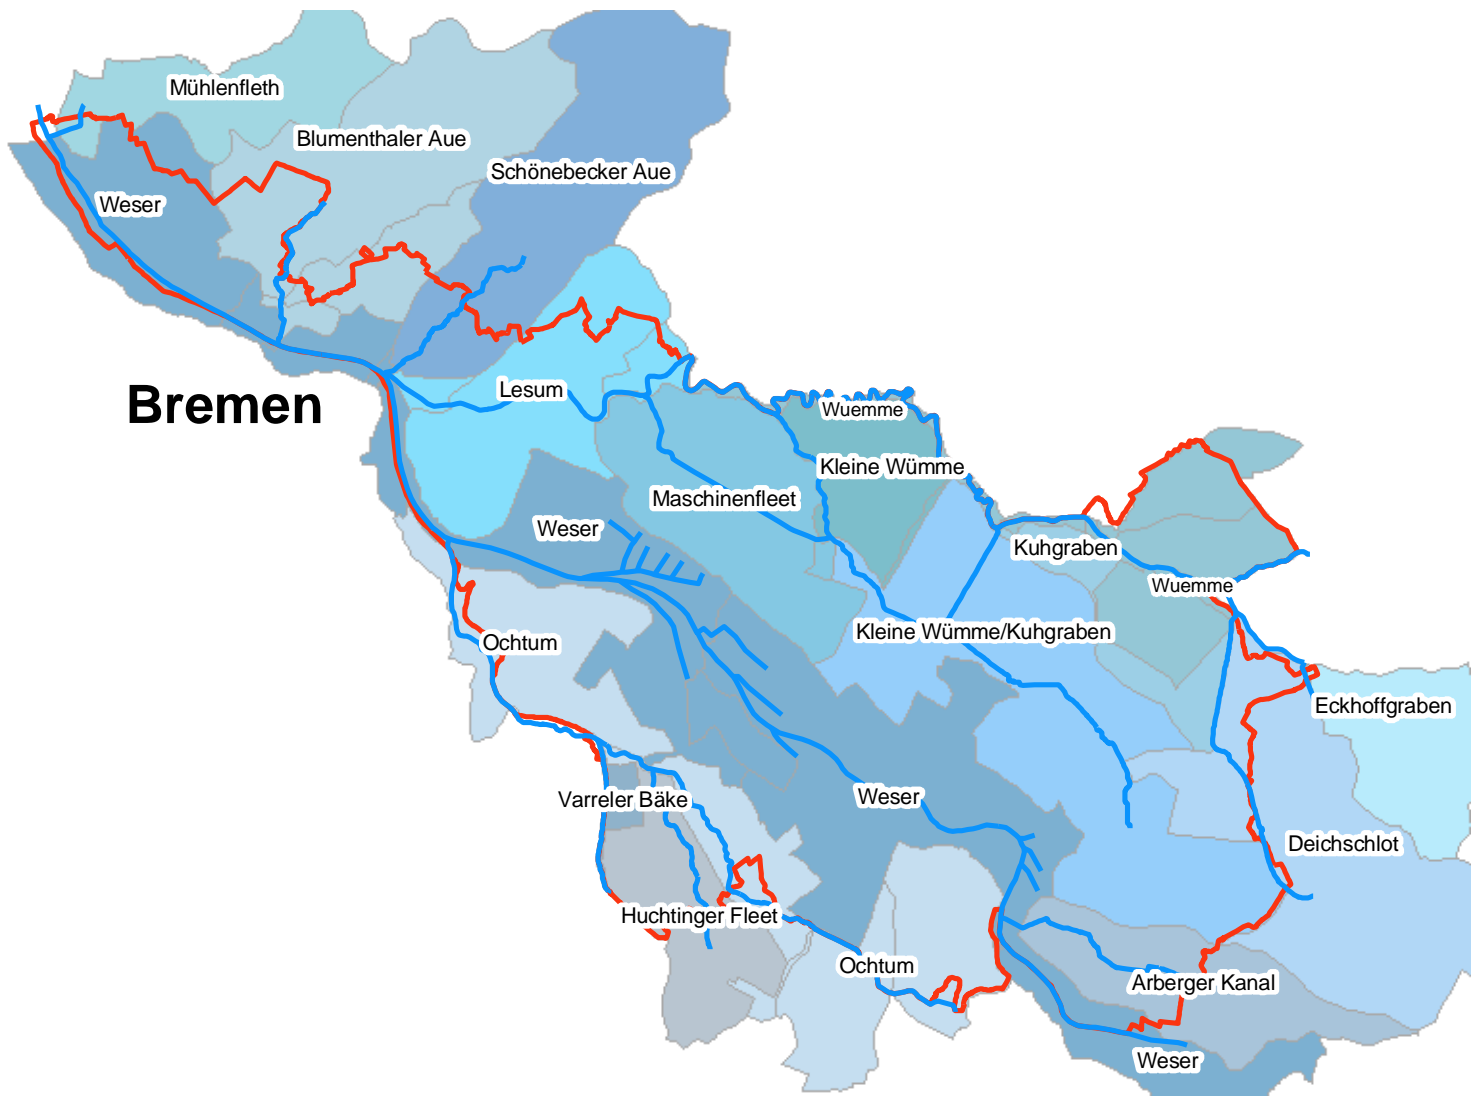 Mühlenfleth
Blumenthaler Aue
Schönebecker Aue
Weser
Lesum
Bremen
Wuemme
Kleine Wümme
Maschinenfleet
Weser
Kuhgraben
Wuemme
Kleine Wümme/Kuhgraben
Ochtum
Eckhoffgraben
Varreler Bäke
Weser
Deichschlot
Huchtinger Fleet
Ochtum
Arberger Kanal
Weser